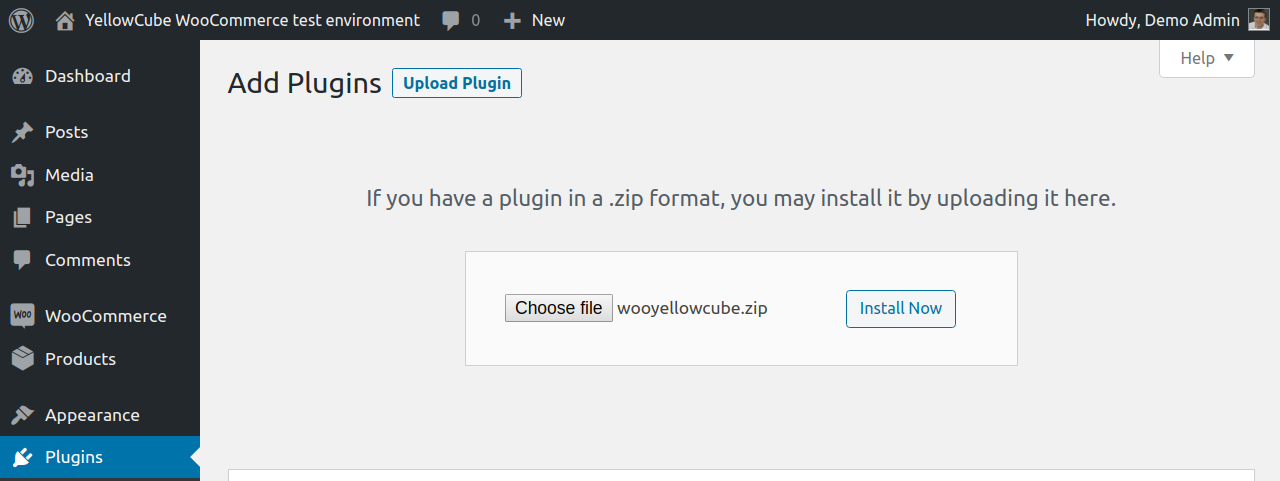 YellowCube WooCommerce test environment 0 New Howdy, Demo Admin
Help
Add Plugins Upload Plugin
Dashboard
Posts
Media
Pages
Comments
WOO WooCommerce
Products
Appearance
Plugins
If you have a plugin in a .zip format, you may install it by uploading it here.
Choose file wooyellowcube.zip Install Now